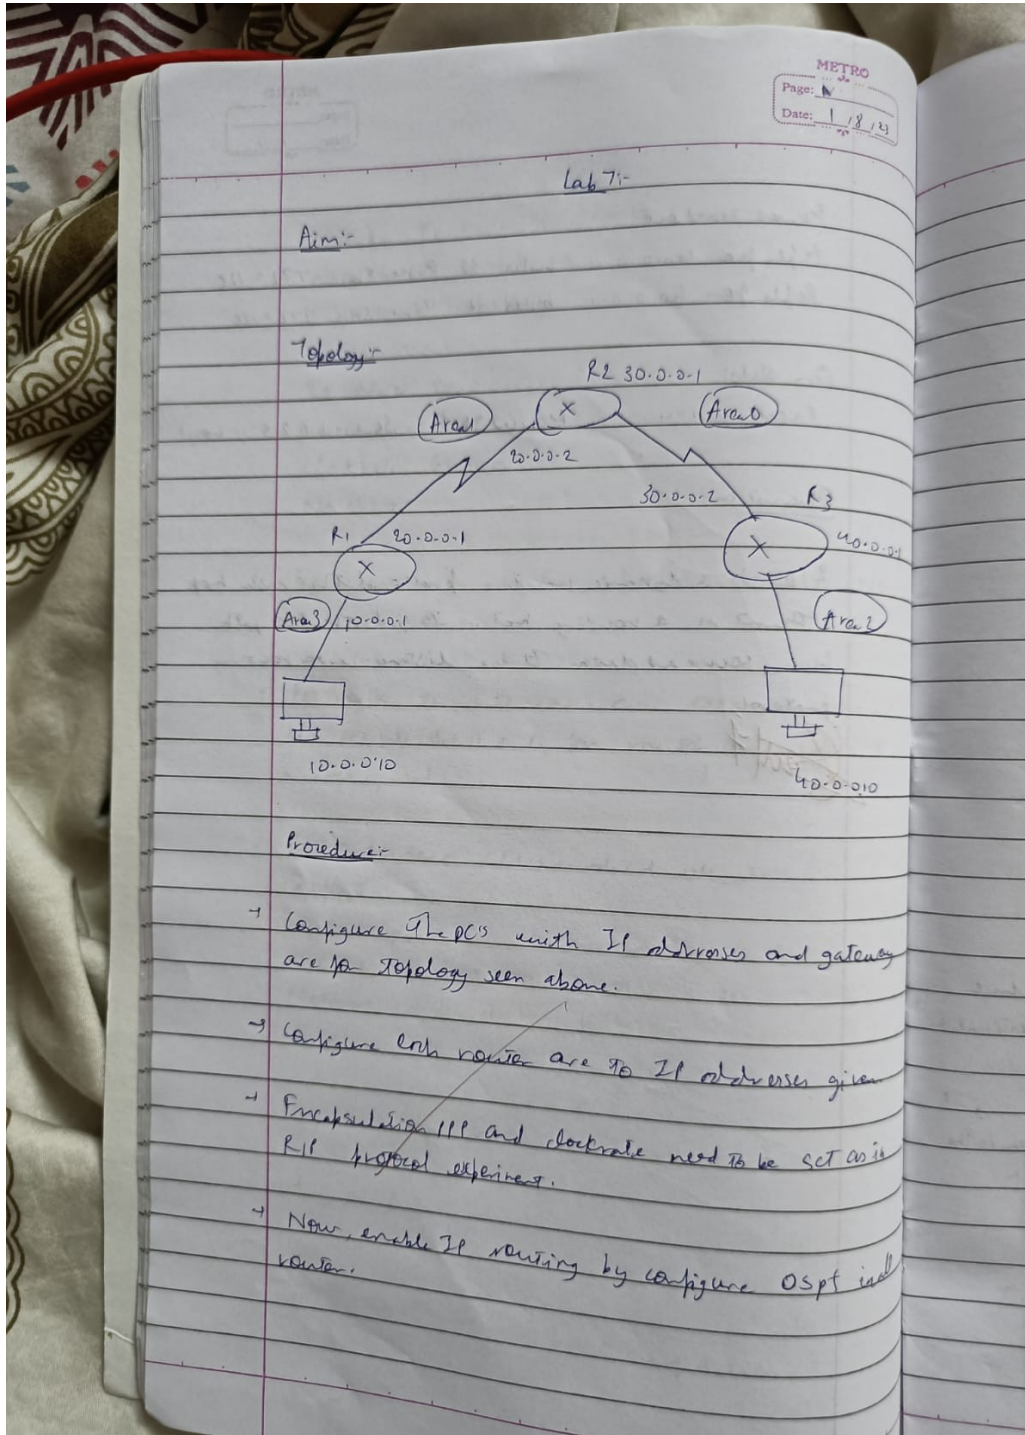 METRO
Page:
Date: 1/8/23
Lab 7:-
Aim:-
Topology:-
R2 30.0.0.1
Area1
X
Area0
20.0.0.2
30.0.0.2
R3
R1
20.0.0.1
X
40.0.0.1
X
Area3
10.0.0.1
Area2
10.0.0.10
40.0.0.10
Procedure:-
→ Configure The PC's with IP addresses and gateway
are per Topology seen above.
→ Configure each router are to IP addresses given
→ Encapsulation PPP and clockrate need to be set as in
RIP protocol experiment.
→ Now, enable IP routing by configure OSpf in all
router.